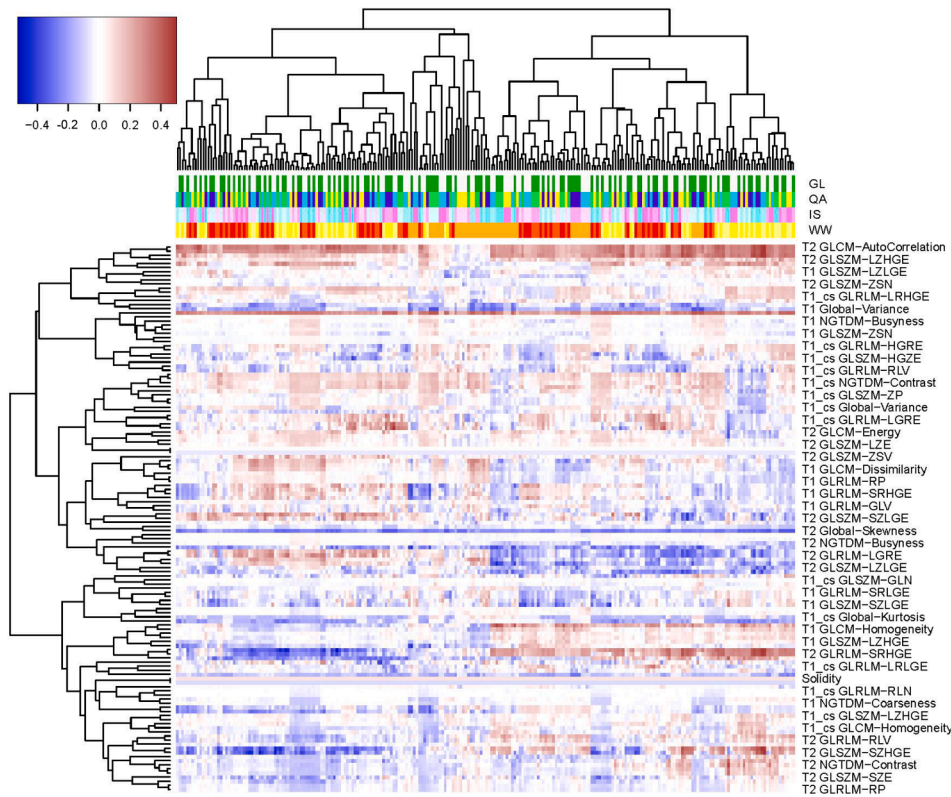 −0.4 −0.2 0.0 0.2 0.4
GL
QA
IS
WW
T2 GLCM−AutoCorrelation
T2 GLSZM−LZHGE
T1 GLSZM−LZLGE
T2 GLSZM−ZSN
T1_cs GLRLM−LRHGE
T1 Global−Variance
T1 NGTDM−Busyness
T1 GLSZM−ZSN
T1_cs GLRLM−HGRE
T1_cs GLSZM−HGZE
T1_cs GLRLM−RLV
T1_cs NGTDM−Contrast
T1_cs GLSZM−ZP
T1_cs Global−Variance
T1_cs GLRLM−LGRE
T2 GLCM−Energy
T2 GLSZM−LZE
T2 GLSZM−ZSV
T1 GLCM−Dissimilarity
T1 GLRLM−RP
T1 GLRLM−SRHGE
T1 GLRLM−GLV
T2 GLSZM−SZLGE
T2 Global−Skewness
T2 NGTDM−Busyness
T2 GLRLM−LGRE
T2 GLSZM−LZLGE
T1_cs GLSZM−GLN
T1 GLRLM−SRLGE
T1 GLSZM−SZLGE
T1_cs Global−Kurtosis
T1 GLCM−Homogeneity
T1 GLSZM−LZHGE
T2 GLRLM−SRHGE
T1_cs GLRLM−LRLGE
Solidity
T1_cs GLRLM−RLN
T1 NGTDM−Coarseness
T1_cs GLSZM−LZHGE
T1_cs GLCM−Homogeneity
T2 GLRLM−RLV
T2 GLSZM−SZHGE
T2 NGTDM−Contrast
T2 GLSZM−SZE
T2 GLRLM−RP